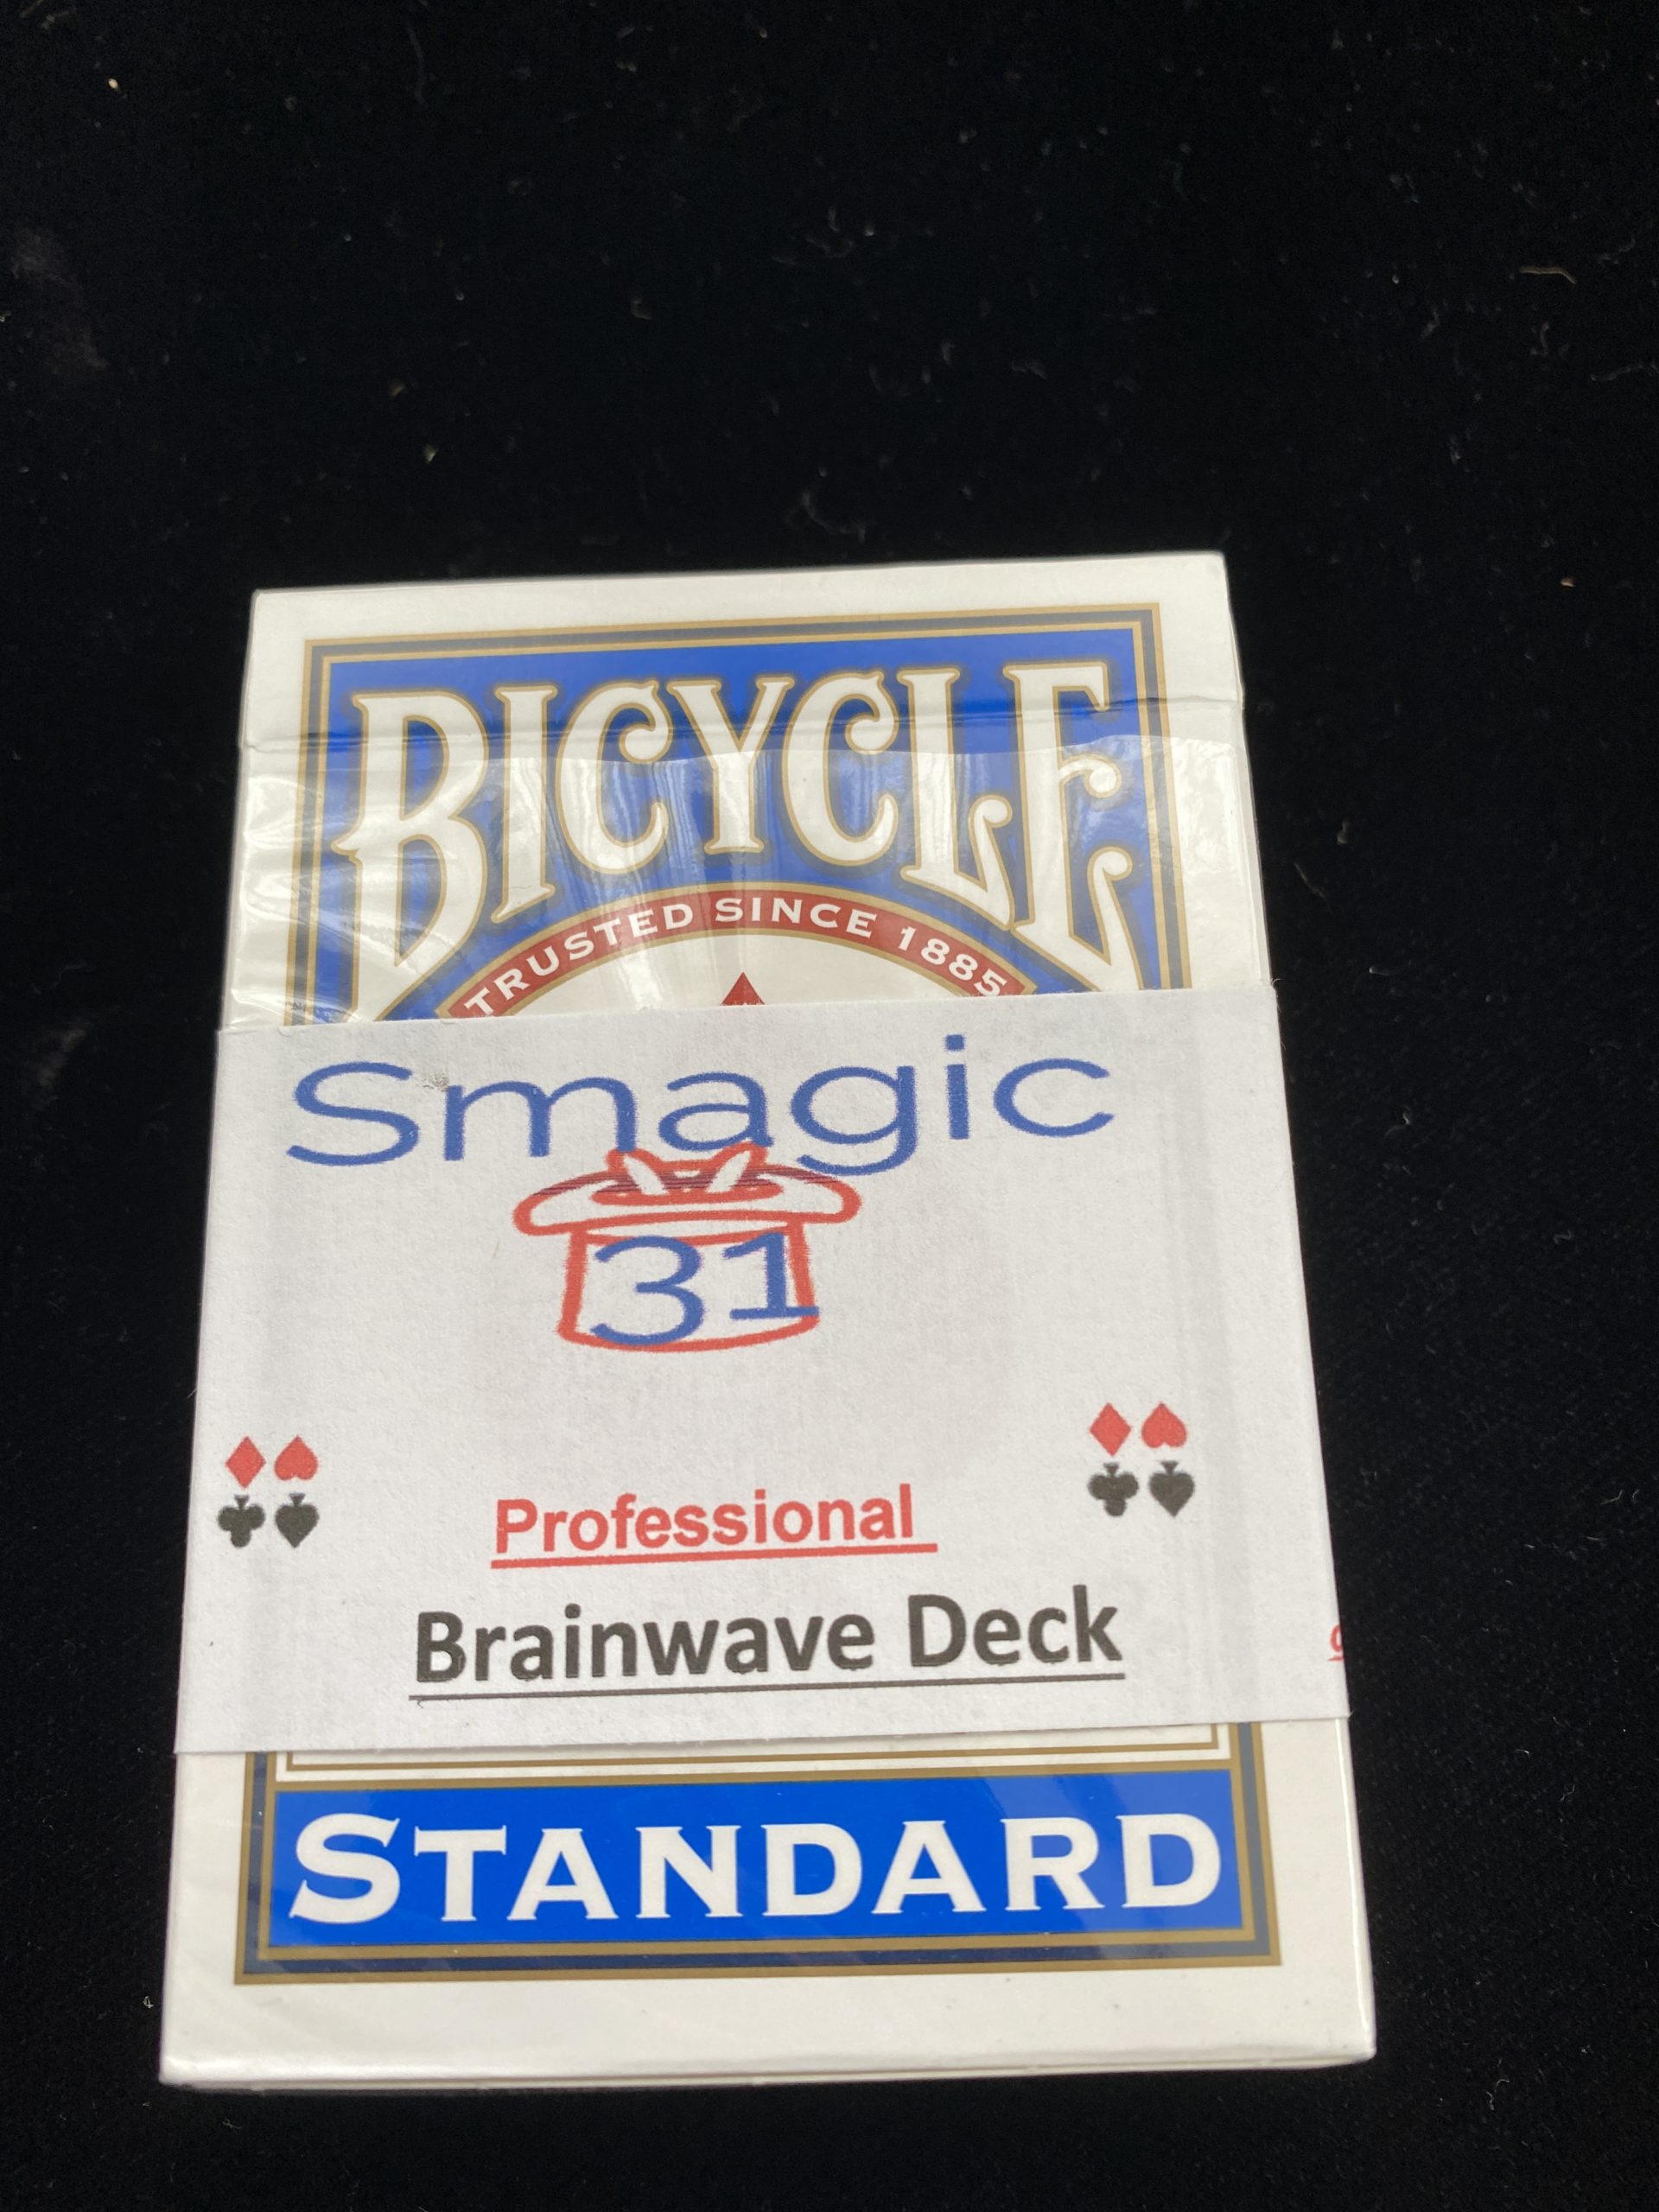 BICYCLE
TRUSTED SINCE 1885
Smagic
31
Professional
Brainwave Deck
STANDARD